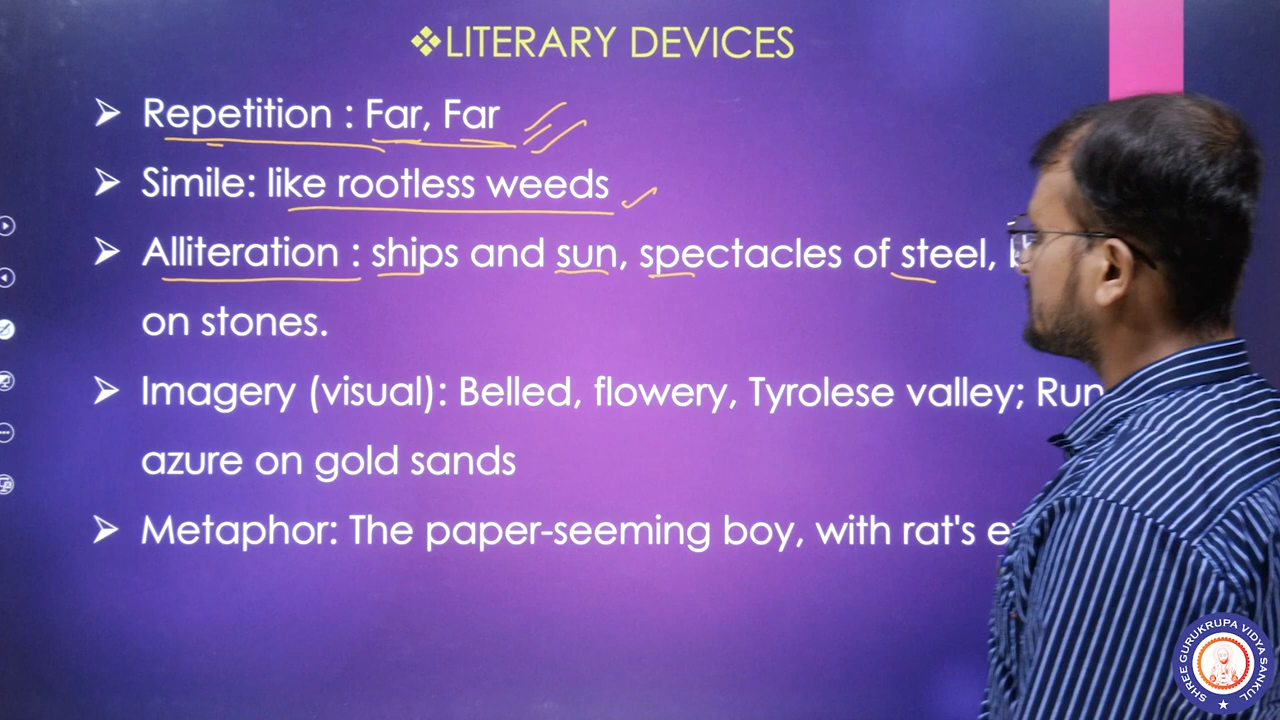 ❖LITERARY DEVICES
➢ Repetition : Far, Far
➢ Simile: like rootless weeds
➢ Alliteration : ships and sun, spectacles of steel,
on stones.
➢ Imagery (visual): Belled, flowery, Tyrolese valley; Run
azure on gold sands
➢ Metaphor: The paper-seeming boy, with rat's
SHREE GURUKRUPA VIDYA SANKUL